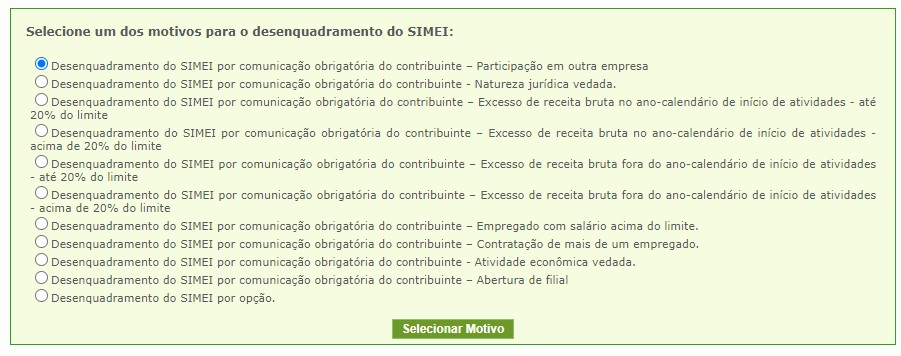 Selecione um dos motivos para o desenquadramento do SIMEI:
Desenquadramento do SIMEI por comunicação obrigatória do contribuinte – Participação em outra empresa
Desenquadramento do SIMEI por comunicação obrigatória do contribuinte - Natureza jurídica vedada.
Desenquadramento do SIMEI por comunicação obrigatória do contribuinte – Excesso de receita bruta no ano-calendário de início de atividades - até
20% do limite
Desenquadramento do SIMEI por comunicação obrigatória do contribuinte – Excesso de receita bruta no ano-calendário de início de atividades -
acima de 20% do limite
Desenquadramento do SIMEI por comunicação obrigatória do contribuinte – Excesso de receita bruta fora do ano-calendário de início de atividades
- até 20% do limite
Desenquadramento do SIMEI por comunicação obrigatória do contribuinte – Excesso de receita bruta fora do ano-calendário de início de atividades
- acima de 20% do limite
Desenquadramento do SIMEI por comunicação obrigatória do contribuinte – Empregado com salário acima do limite.
Desenquadramento do SIMEI por comunicação obrigatória do contribuinte – Contratação de mais de um empregado.
Desenquadramento do SIMEI por comunicação obrigatória do contribuinte - Atividade econômica vedada.
Desenquadramento do SIMEI por comunicação obrigatória do contribuinte – Abertura de filial
Desenquadramento do SIMEI por opção.
Selecionar Motivo